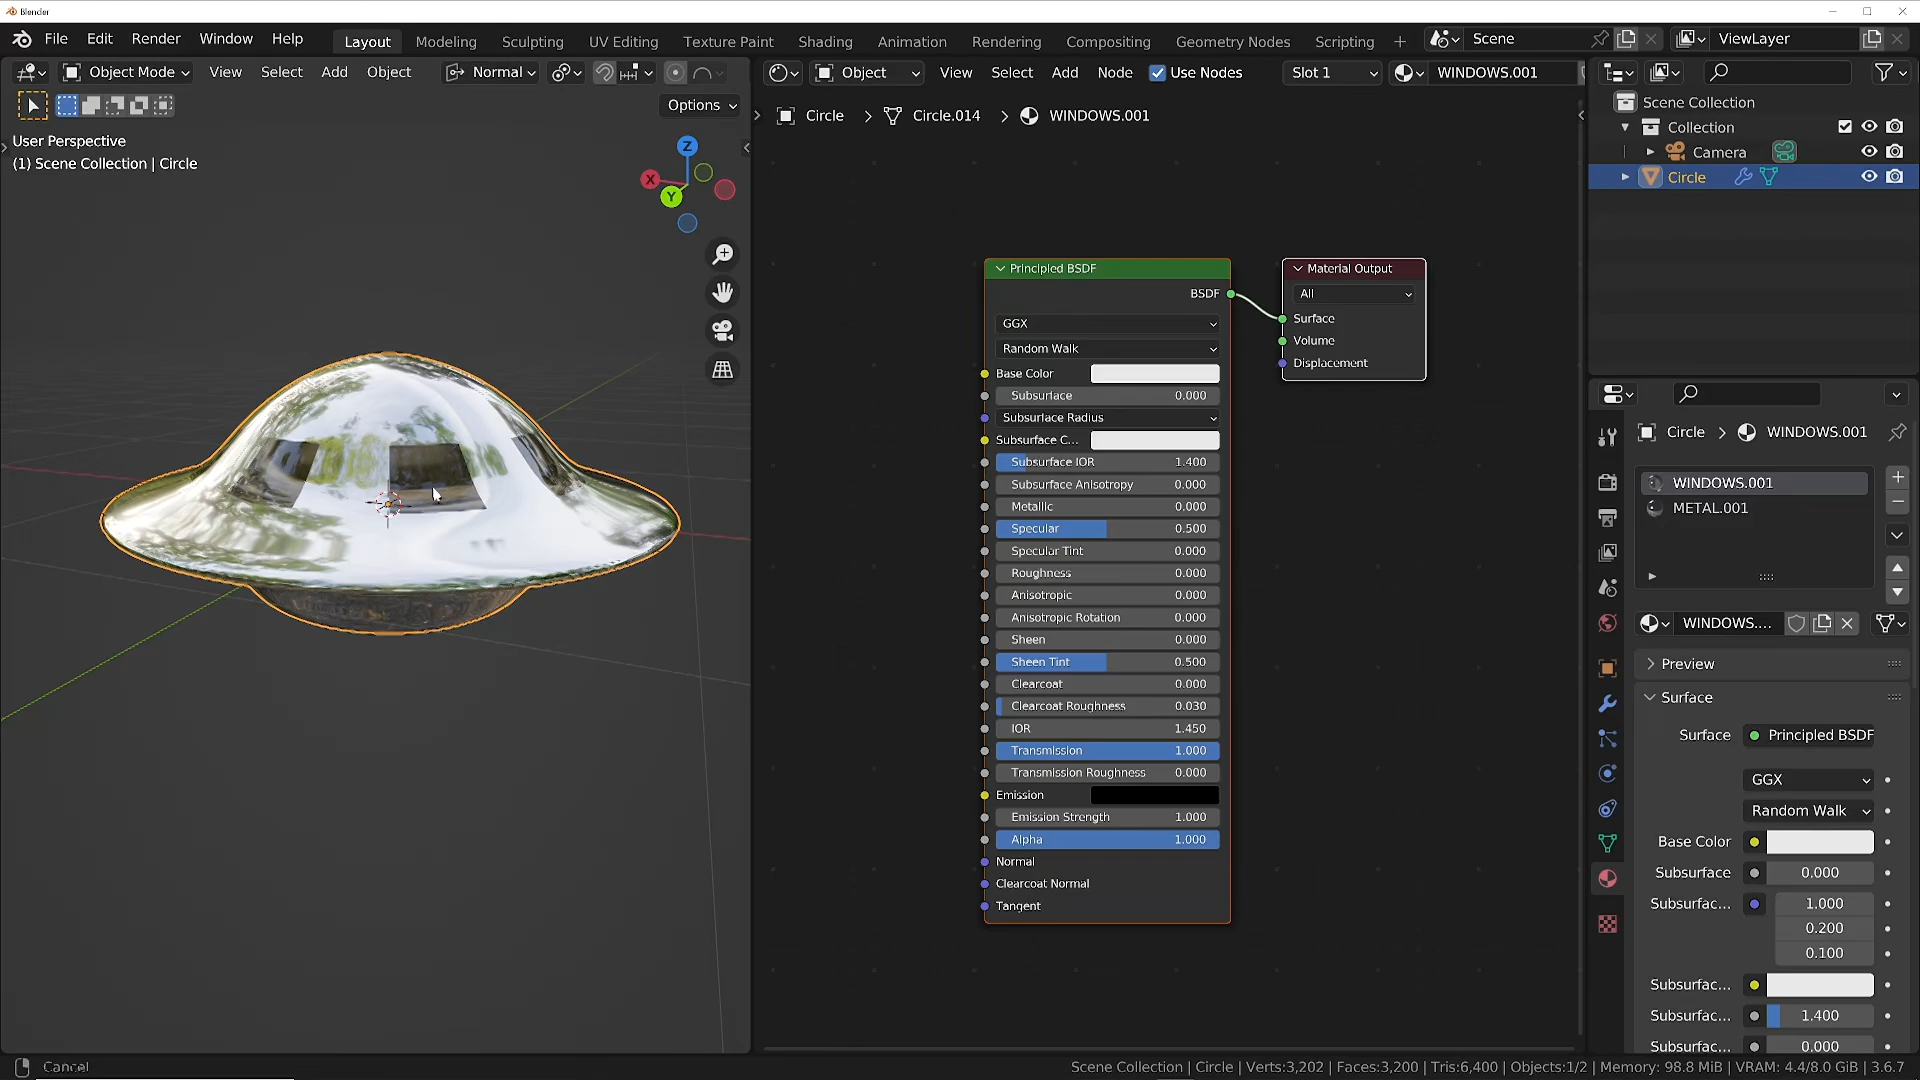 Blender
File Edit Render Window Help Layout Modeling Sculpting UV Editing Texture Paint Shading Animation Rendering Compositing Geometry Nodes Scripting + Scene ViewLayer
Object Mode View Select Add Object Normal
Object View Select Add Node Use Nodes Slot 1 WINDOWS.001
Options
User Perspective
(1) Scene Collection | Circle
Z
X
Y
Circle > Circle.014 > WINDOWS.001
Principled BSDF
BSDF
GGX
Random Walk
Base Color
Subsurface 0.000
Subsurface Radius
Subsurface C...
Subsurface IOR 1.400
Subsurface Anisotropy 0.000
Metallic 0.000
Specular 0.500
Specular Tint 0.000
Roughness 0.000
Anisotropic 0.000
Anisotropic Rotation 0.000
Sheen 0.000
Sheen Tint 0.500
Clearcoat 0.000
Clearcoat Roughness 0.030
IOR 1.450
Transmission 1.000
Transmission Roughness 0.000
Emission
Emission Strength 1.000
Alpha 1.000
Normal
Clearcoat Normal
Tangent
Material Output
All
Surface
Volume
Displacement
Scene Collection
Collection
Camera
Circle
Circle > WINDOWS.001
WINDOWS.001
METAL.001
WINDOWS....
Preview
Surface
Surface Principled BSDF
GGX
Random Walk
Base Color
Subsurface 0.000
Subsurfac... 1.000
0.200
0.100
Subsurfac...
Subsurfac... 1.400
Subsurfac... 0.000
Cancel
Scene Collection | Circle | Verts:3,202 | Faces:3,200 | Tris:6,400 | Objects:1/2 | Memory: 98.8 MiB | VRAM: 4.4/8.0 GiB | 3.6.7